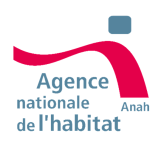 Agence
nationale
de l'habitat
Anah